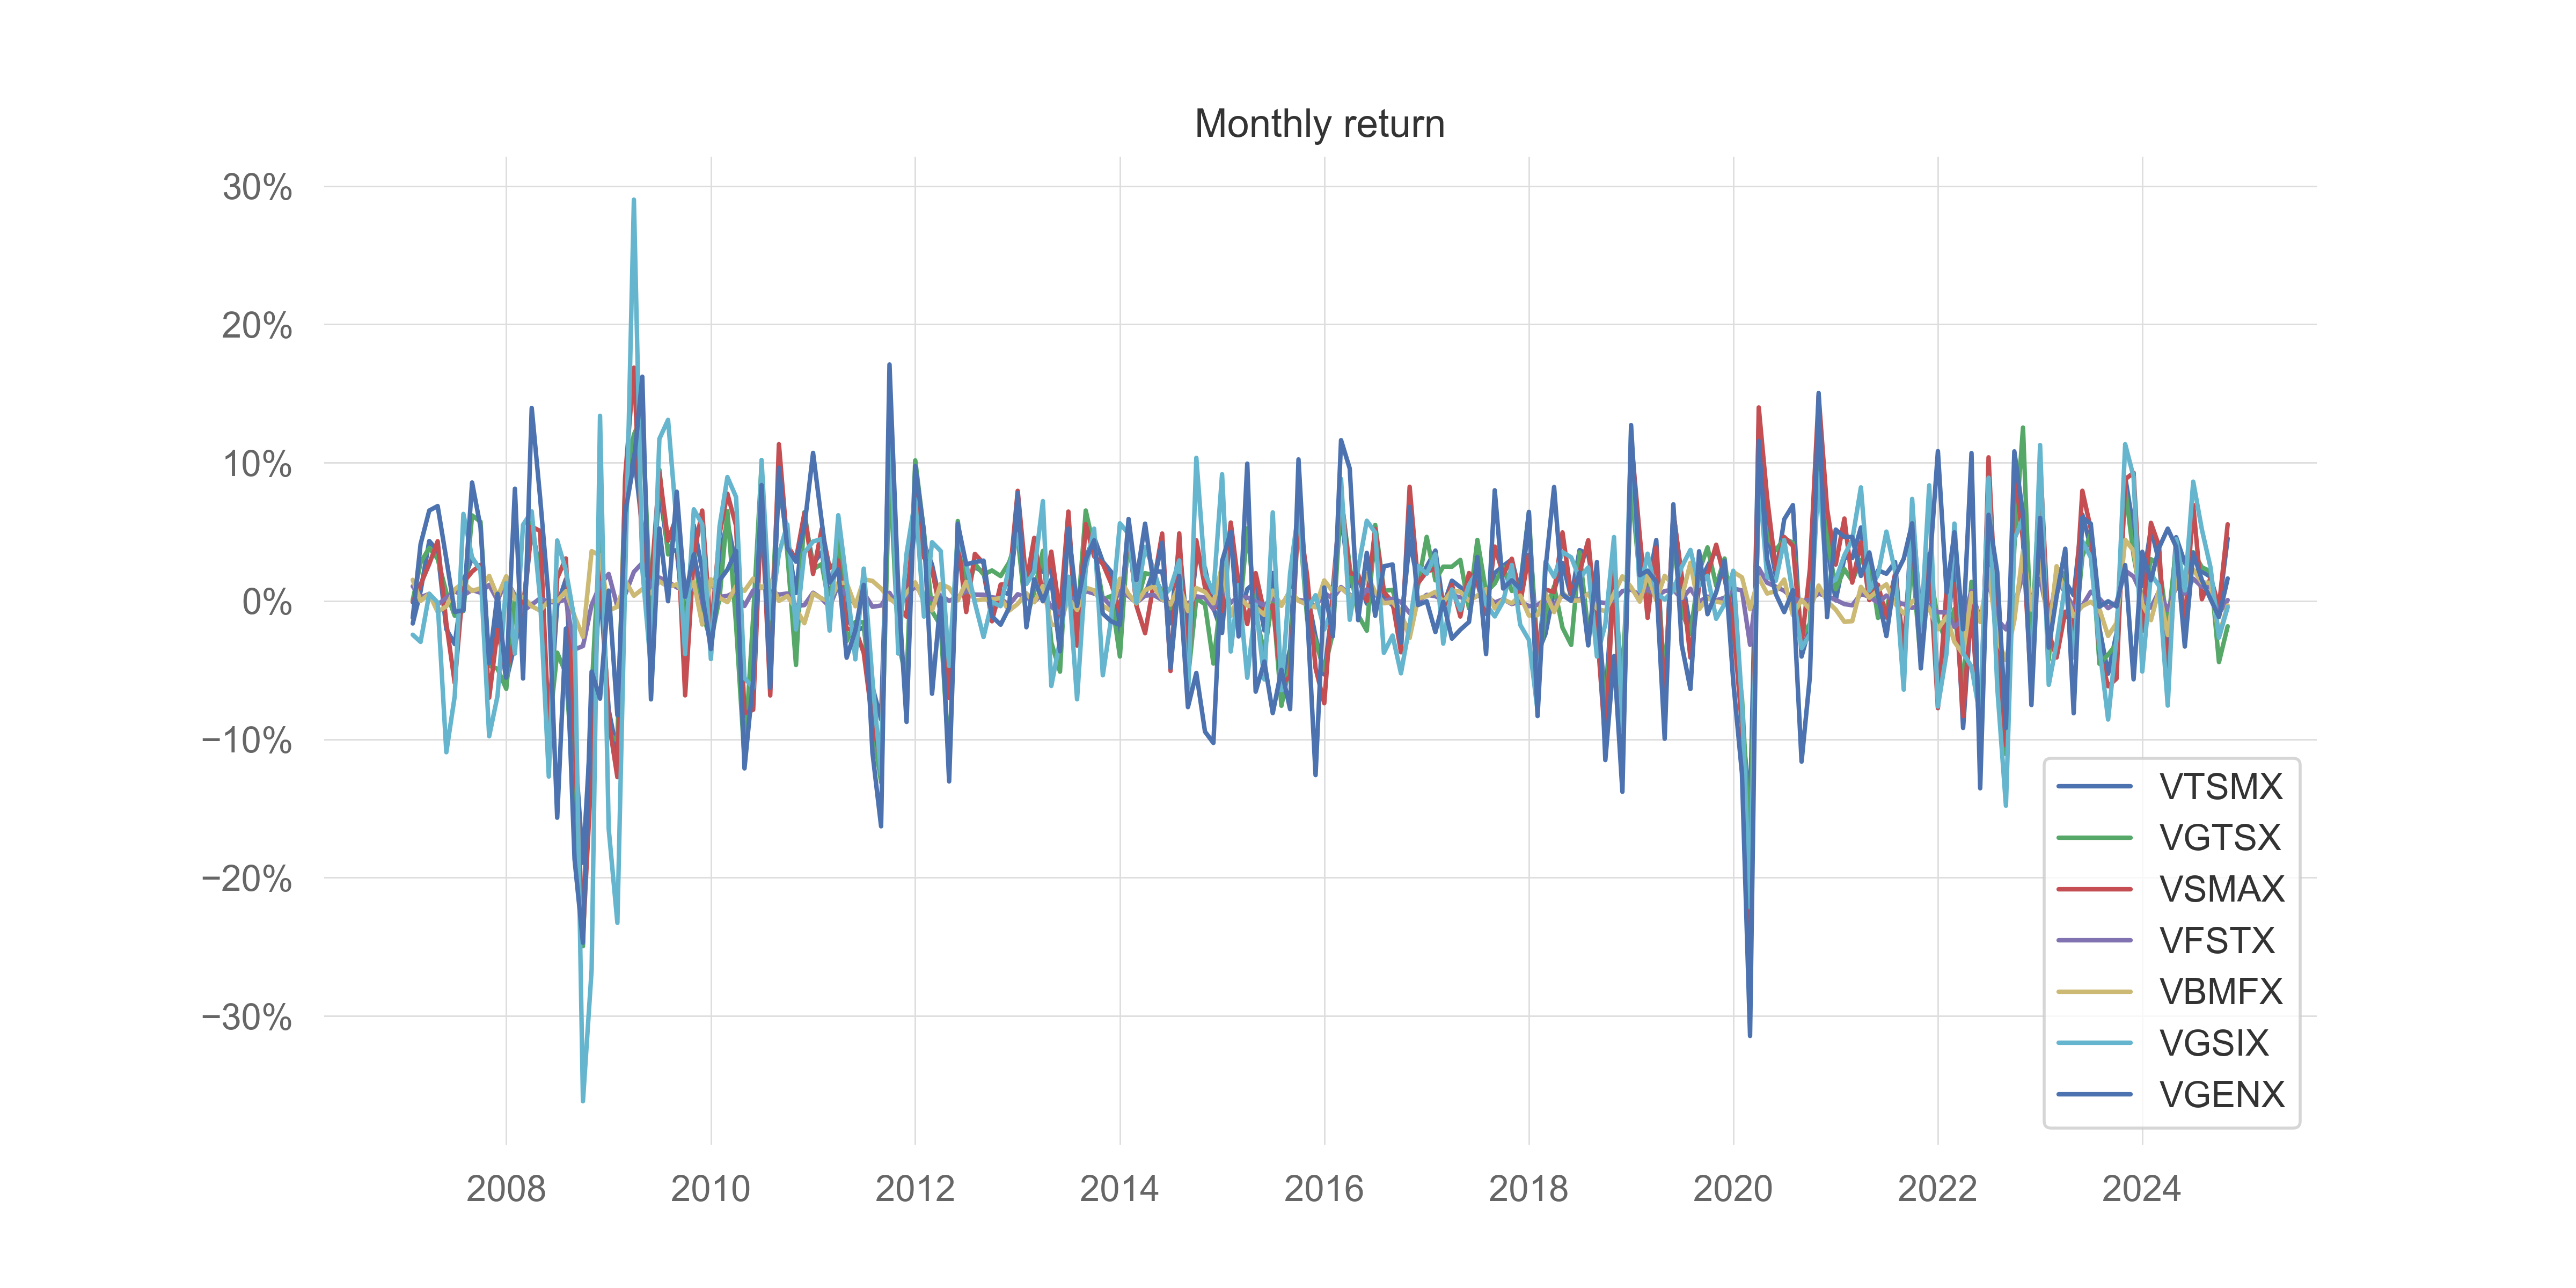 Monthly return
30%
20%
10%
0%
−10%
−20%
−30%
VTSMX
VGTSX
VSMAX
VFSTX
VBMFX
VGSIX
VGENX
2008 2010 2012 2014 2016 2018 2020 2022 2024